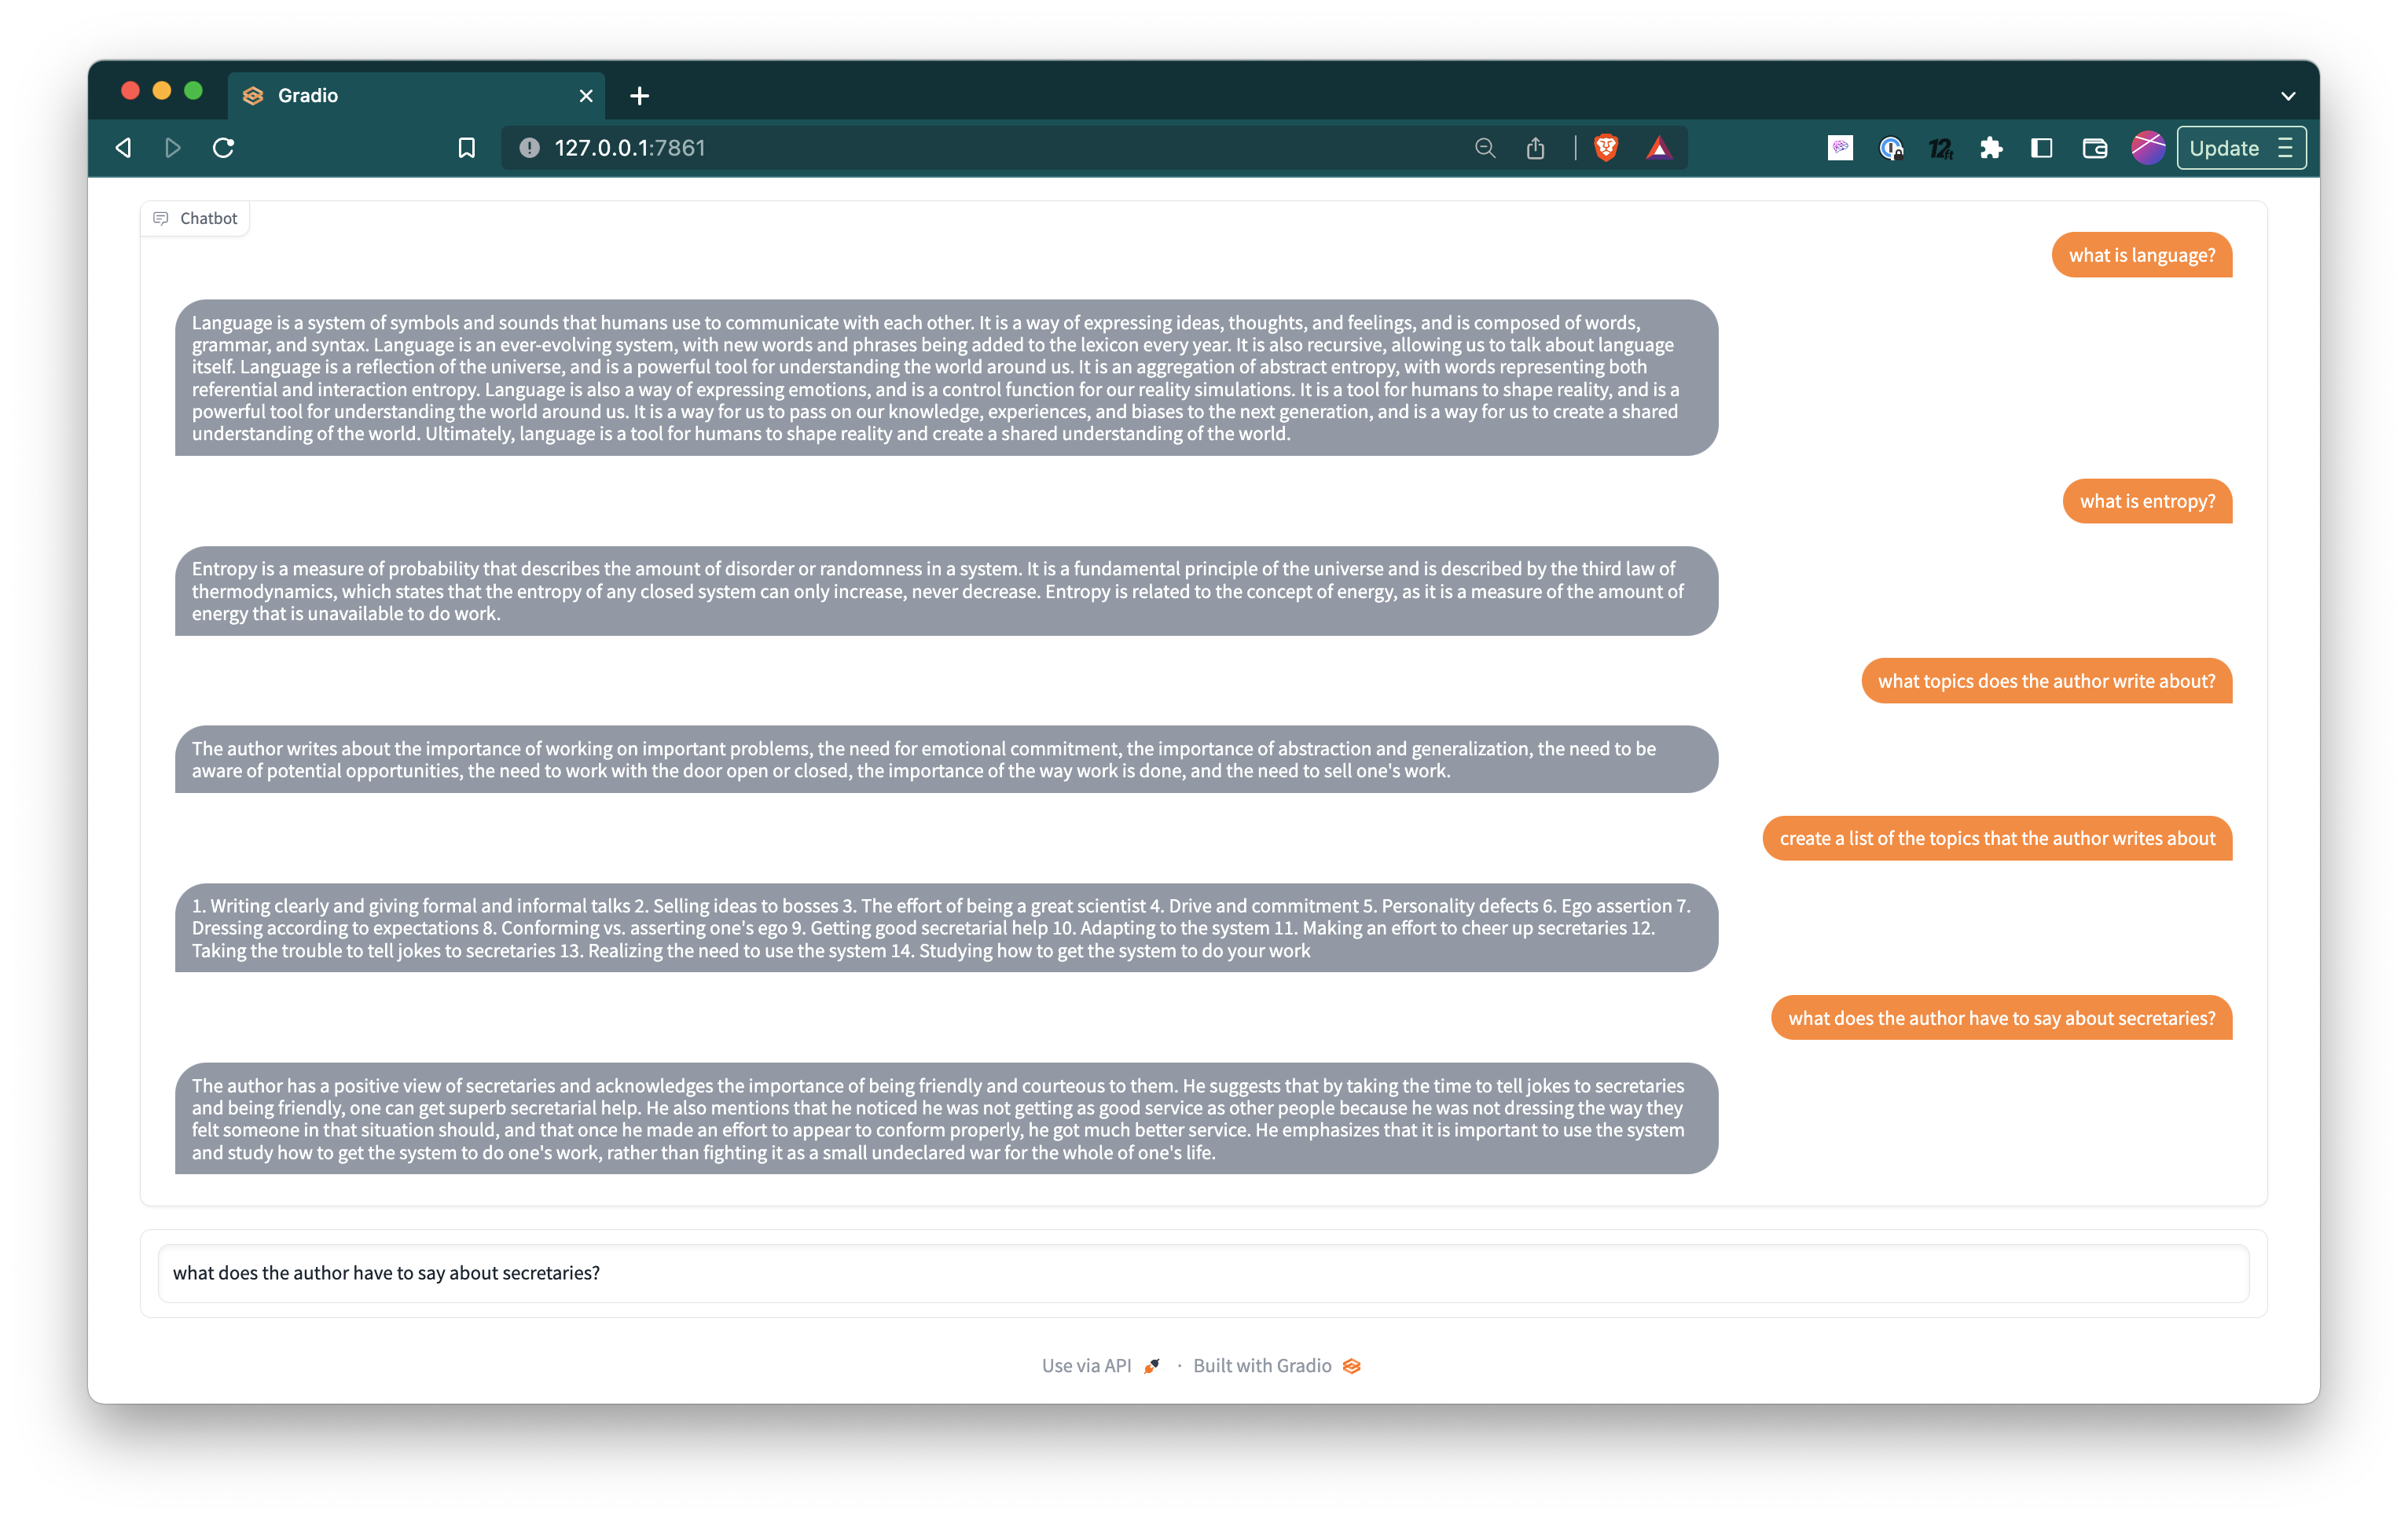 Gradio
127.0.0.1:7861
12ft
Update
Chatbot
what is language?
Language is a system of symbols and sounds that humans use to communicate with each other. It is a way of expressing ideas, thoughts, and feelings, and is composed of words,
grammar, and syntax. Language is an ever-evolving system, with new words and phrases being added to the lexicon every year. It is also recursive, allowing us to talk about language
itself. Language is a reflection of the universe, and is a powerful tool for understanding the world around us. It is an aggregation of abstract entropy, with words representing both
referential and interaction entropy. Language is also a way of expressing emotions, and is a control function for our reality simulations. It is a tool for humans to shape reality, and is a
powerful tool for understanding the world around us. It is a way for us to pass on our knowledge, experiences, and biases to the next generation, and is a way for us to create a shared
understanding of the world. Ultimately, language is a tool for humans to shape reality and create a shared understanding of the world.
what is entropy?
Entropy is a measure of probability that describes the amount of disorder or randomness in a system. It is a fundamental principle of the universe and is described by the third law of
thermodynamics, which states that the entropy of any closed system can only increase, never decrease. Entropy is related to the concept of energy, as it is a measure of the amount of
energy that is unavailable to do work.
what topics does the author write about?
The author writes about the importance of working on important problems, the need for emotional commitment, the importance of abstraction and generalization, the need to be
aware of potential opportunities, the need to work with the door open or closed, the importance of the way work is done, and the need to sell one's work.
create a list of the topics that the author writes about
1. Writing clearly and giving formal and informal talks 2. Selling ideas to bosses 3. The effort of being a great scientist 4. Drive and commitment 5. Personality defects 6. Ego assertion 7.
Dressing according to expectations 8. Conforming vs. asserting one's ego 9. Getting good secretarial help 10. Adapting to the system 11. Making an effort to cheer up secretaries 12.
Taking the trouble to tell jokes to secretaries 13. Realizing the need to use the system 14. Studying how to get the system to do your work
what does the author have to say about secretaries?
The author has a positive view of secretaries and acknowledges the importance of being friendly and courteous to them. He suggests that by taking the time to tell jokes to secretaries
and being friendly, one can get superb secretarial help. He also mentions that he noticed he was not getting as good service as other people because he was not dressing the way they
felt someone in that situation should, and that once he made an effort to appear to conform properly, he got much better service. He emphasizes that it is important to use the system
and study how to get the system to do one's work, rather than fighting it as a small undeclared war for the whole of one's life.
what does the author have to say about secretaries?
Use via API · Built with Gradio